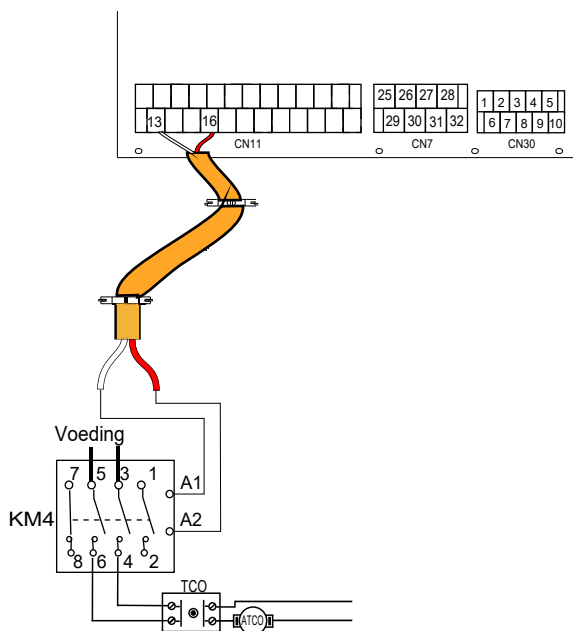 25 26 27 28
1 2 3 4 5
13 16
29 30 31 32
6 7 8 9 10
CN11 CN7 CN30
Voeding
7 5 3 1
A1
KM4
A2
8 6 4 2
TCO
ATCO